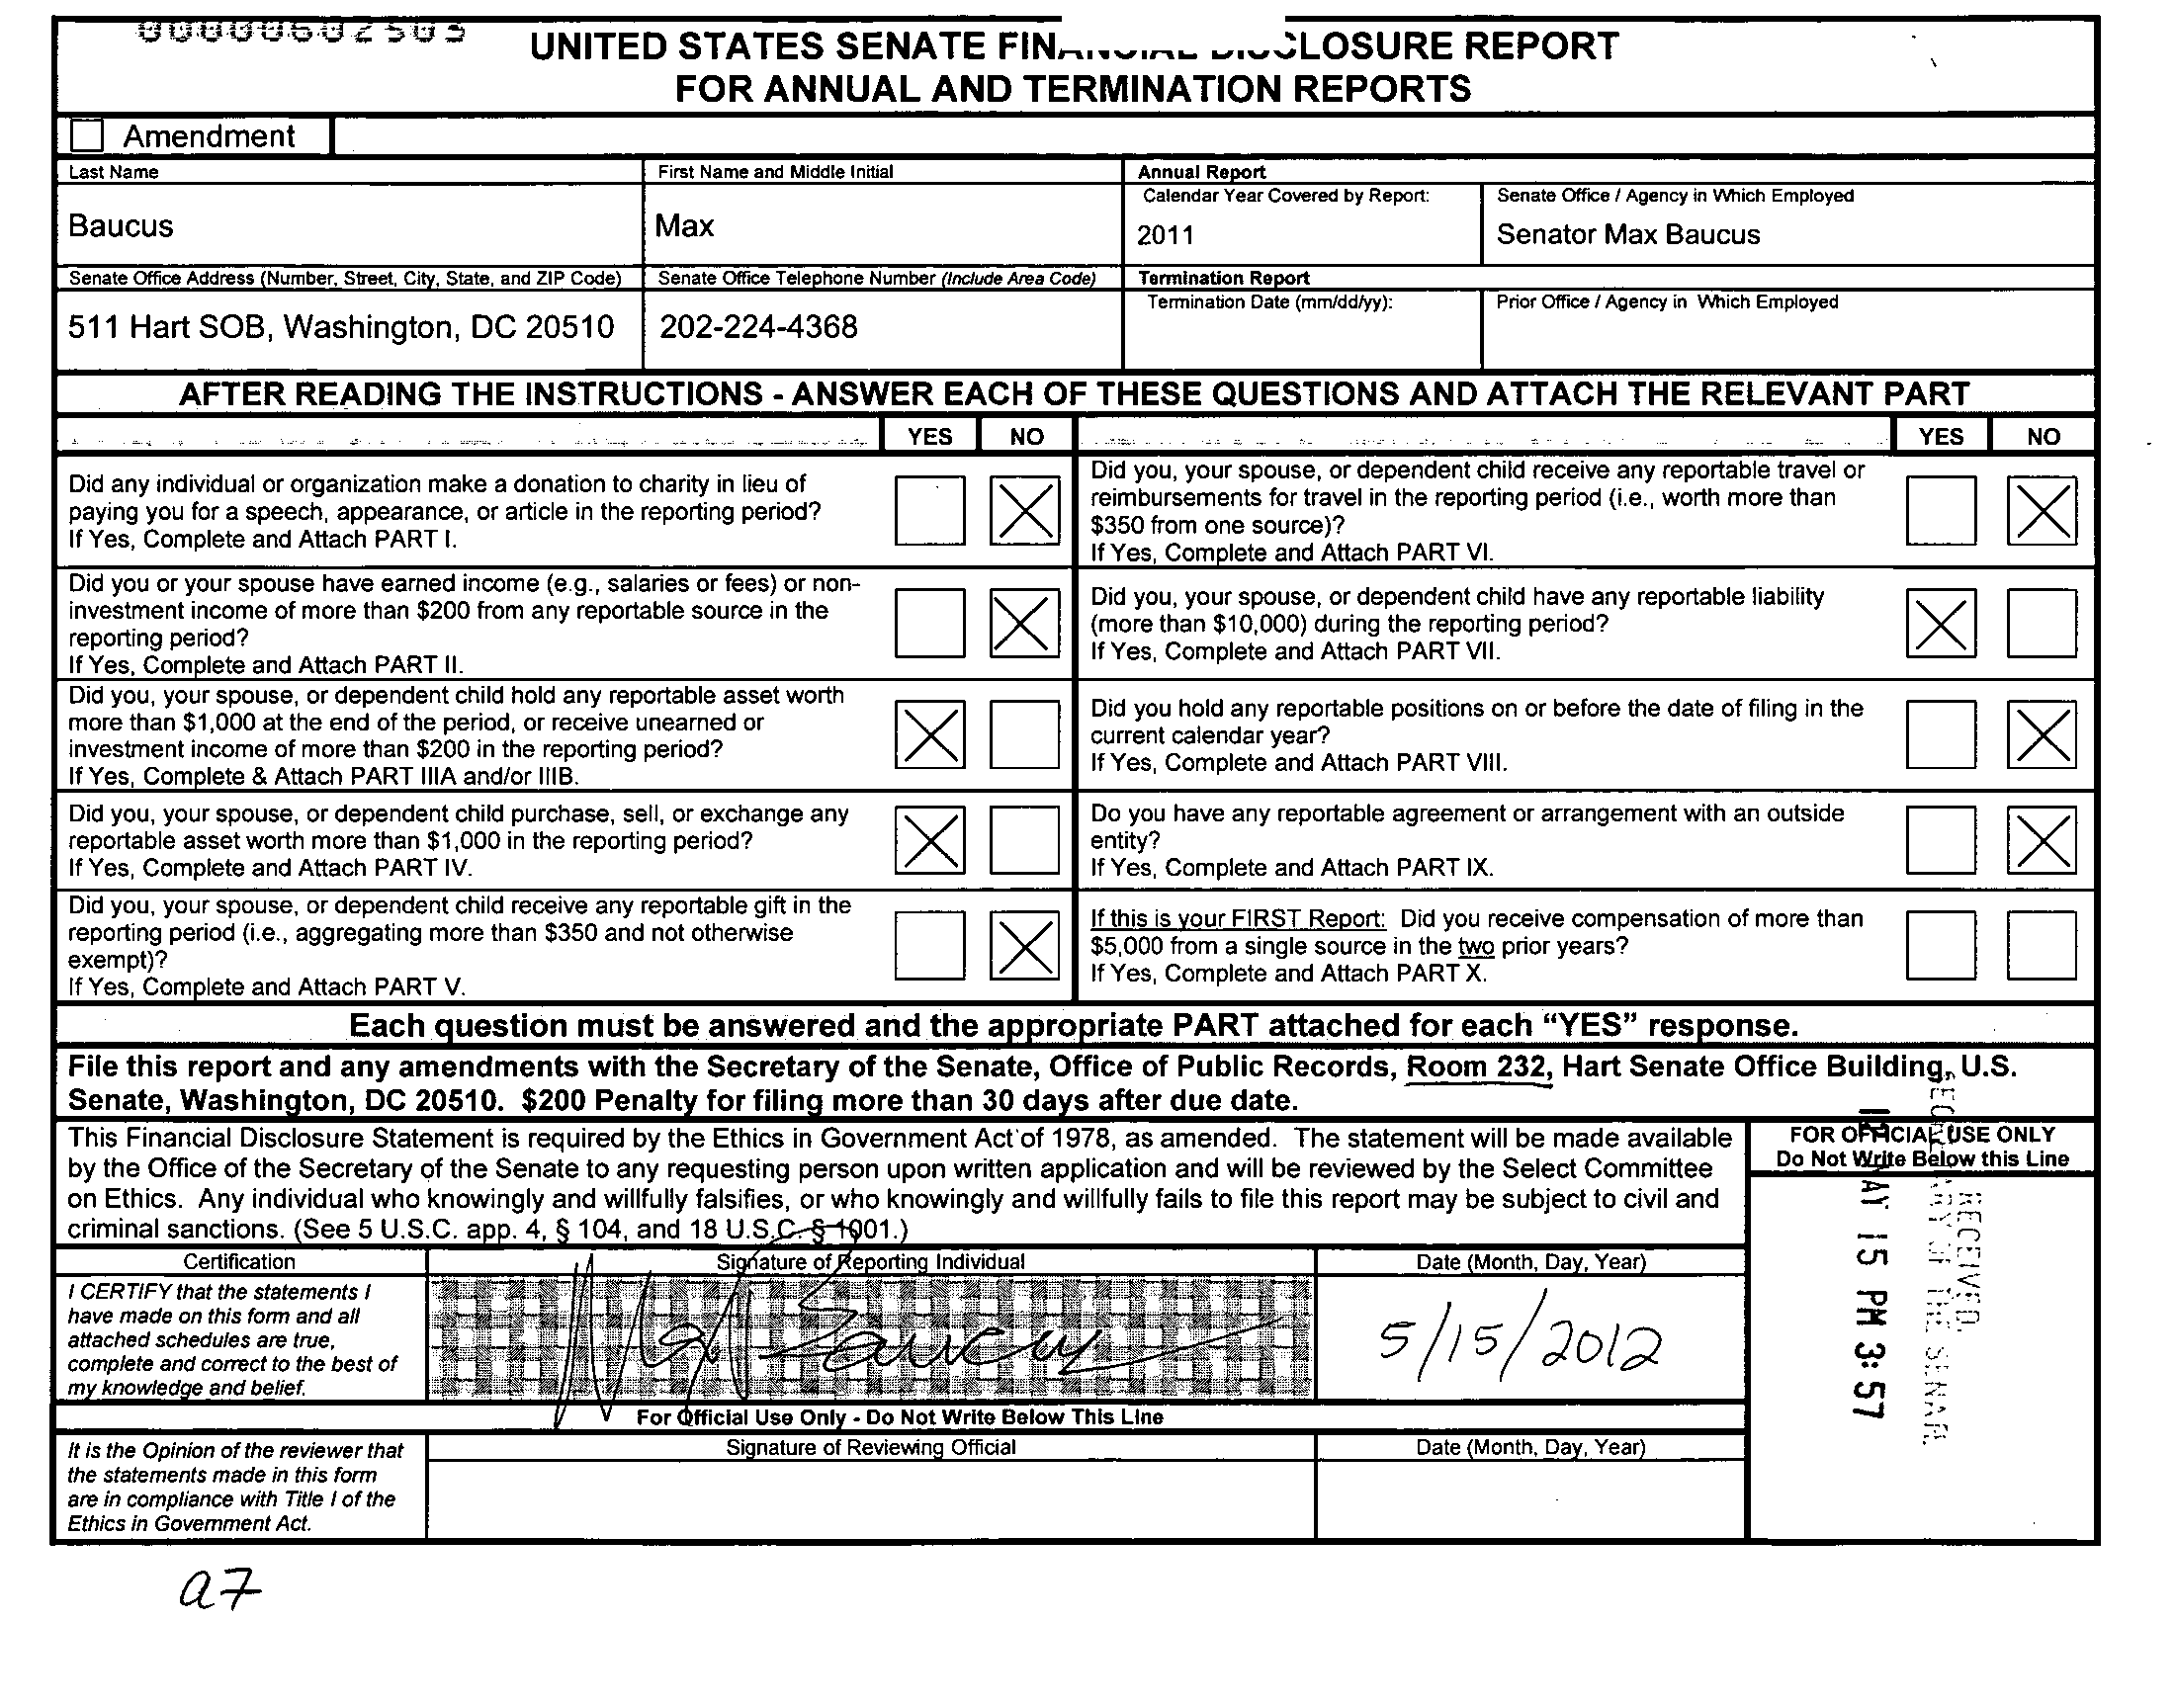 UNITED STATES SENATE FINANCIAL DISCLOSURE REPORT
FOR ANNUAL AND TERMINATION REPORTS
Amendment
Last Name
First Name and Middle Initial
Annual Report
Calendar Year Covered by Report:
Senate Office / Agency in Which Employed
Baucus
Max
2011
Senator Max Baucus
Senate Office Address (Number, Street, City, State, and ZIP Code)
Senate Office Telephone Number (Include Area Code)
Termination Report
Termination Date (mm/dd/yy):
Prior Office / Agency in Which Employed
511 Hart SOB, Washington, DC 20510
202-224-4368
AFTER READING THE INSTRUCTIONS - ANSWER EACH OF THESE QUESTIONS AND ATTACH THE RELEVANT PART
YES NO
YES NO
Did any individual or organization make a donation to charity in lieu of
paying you for a speech, appearance, or article in the reporting period?
If Yes, Complete and Attach PART I.
Did you, your spouse, or dependent child receive any reportable travel or
reimbursements for travel in the reporting period (i.e., worth more than
$350 from one source)?
If Yes, Complete and Attach PART VI.
Did you or your spouse have earned income (e.g., salaries or fees) or non-
investment income of more than $200 from any reportable source in the
reporting period?
If Yes, Complete and Attach PART II.
Did you, your spouse, or dependent child have any reportable liability
(more than $10,000) during the reporting period?
If Yes, Complete and Attach PART VII.
Did you, your spouse, or dependent child hold any reportable asset worth
more than $1,000 at the end of the period, or receive unearned or
investment income of more than $200 in the reporting period?
If Yes, Complete & Attach PART IIIA and/or IIIB.
Did you hold any reportable positions on or before the date of filing in the
current calendar year?
If Yes, Complete and Attach PART VIII.
Did you, your spouse, or dependent child purchase, sell, or exchange any
reportable asset worth more than $1,000 in the reporting period?
If Yes, Complete and Attach PART IV.
Do you have any reportable agreement or arrangement with an outside
entity?
If Yes, Complete and Attach PART IX.
Did you, your spouse, or dependent child receive any reportable gift in the
reporting period (i.e., aggregating more than $350 and not otherwise
exempt)?
If Yes, Complete and Attach PART V.
If this is your FIRST Report: Did you receive compensation of more than
$5,000 from a single source in the two prior years?
If Yes, Complete and Attach PART X.
Each question must be answered and the appropriate PART attached for each “YES” response.
File this report and any amendments with the Secretary of the Senate, Office of Public Records, Room 232, Hart Senate Office Building, U.S.
Senate, Washington, DC 20510. $200 Penalty for filing more than 30 days after due date.
This Financial Disclosure Statement is required by the Ethics in Government Act of 1978, as amended. The statement will be made available
by the Office of the Secretary of the Senate to any requesting person upon written application and will be reviewed by the Select Committee
on Ethics. Any individual who knowingly and willfully falsifies, or who knowingly and willfully fails to file this report may be subject to civil and
criminal sanctions. (See 5 U.S.C. app. 4, § 104, and 18 U.S.C. § 1001.)
FOR OFFICIAL USE ONLY
Do Not Write Below this Line
RECEIVED
SECRETARY OF THE SENATE
12 MAY 15 PM 3:57
Certification
Signature of Reporting Individual
Date (Month, Day, Year)
I CERTIFY that the statements I
have made on this form and all
attached schedules are true,
complete and correct to the best of
my knowledge and belief.
Max Baucus
5/15/2012
For Official Use Only - Do Not Write Below This Line
It is the Opinion of the reviewer that
the statements made in this form
are in compliance with Title I of the
Ethics in Government Act.
Signature of Reviewing Official
Date (Month, Day, Year)
a7